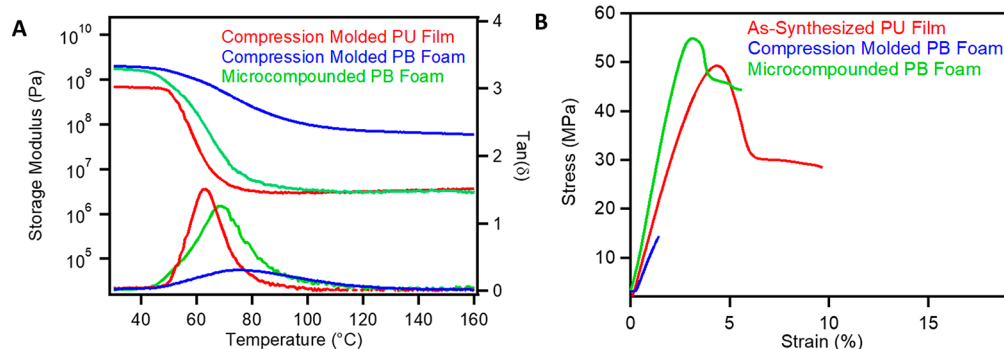 A
Storage Modulus (Pa)
10^10
10^9
10^8
10^7
10^6
10^5
Compression Molded PU Film
Compression Molded PB Foam
Microcompounded PB Foam
4
3
2
1
0
Tan(δ)
40 60 80 100 120 140 160
Temperature (°C)
B
Stress (MPa)
60
50
40
30
50
10
As-Synthesized PU Film
Compression Molded PB Foam
Microcompounded PB Foam
0 5 10 15
Strain (%)